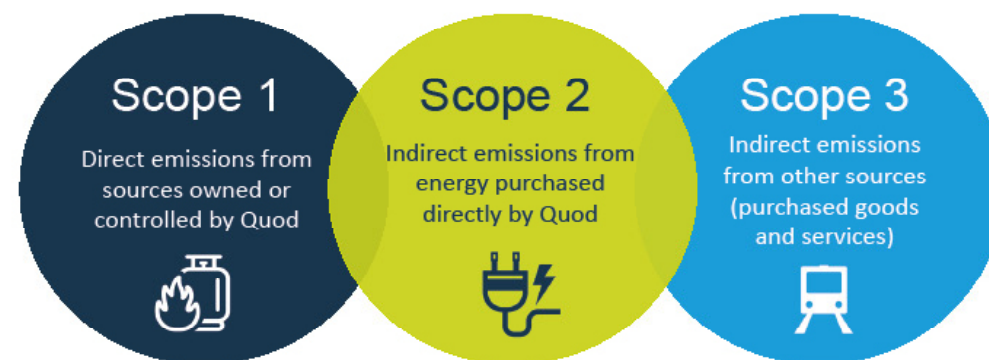 Scope 1
Direct emissions from
sources owned or
controlled by Quod
Scope 2
Indirect emissions from
energy purchased
directly by Quod
Scope 3
Indirect emissions
from other sources
(purchased goods
and services)